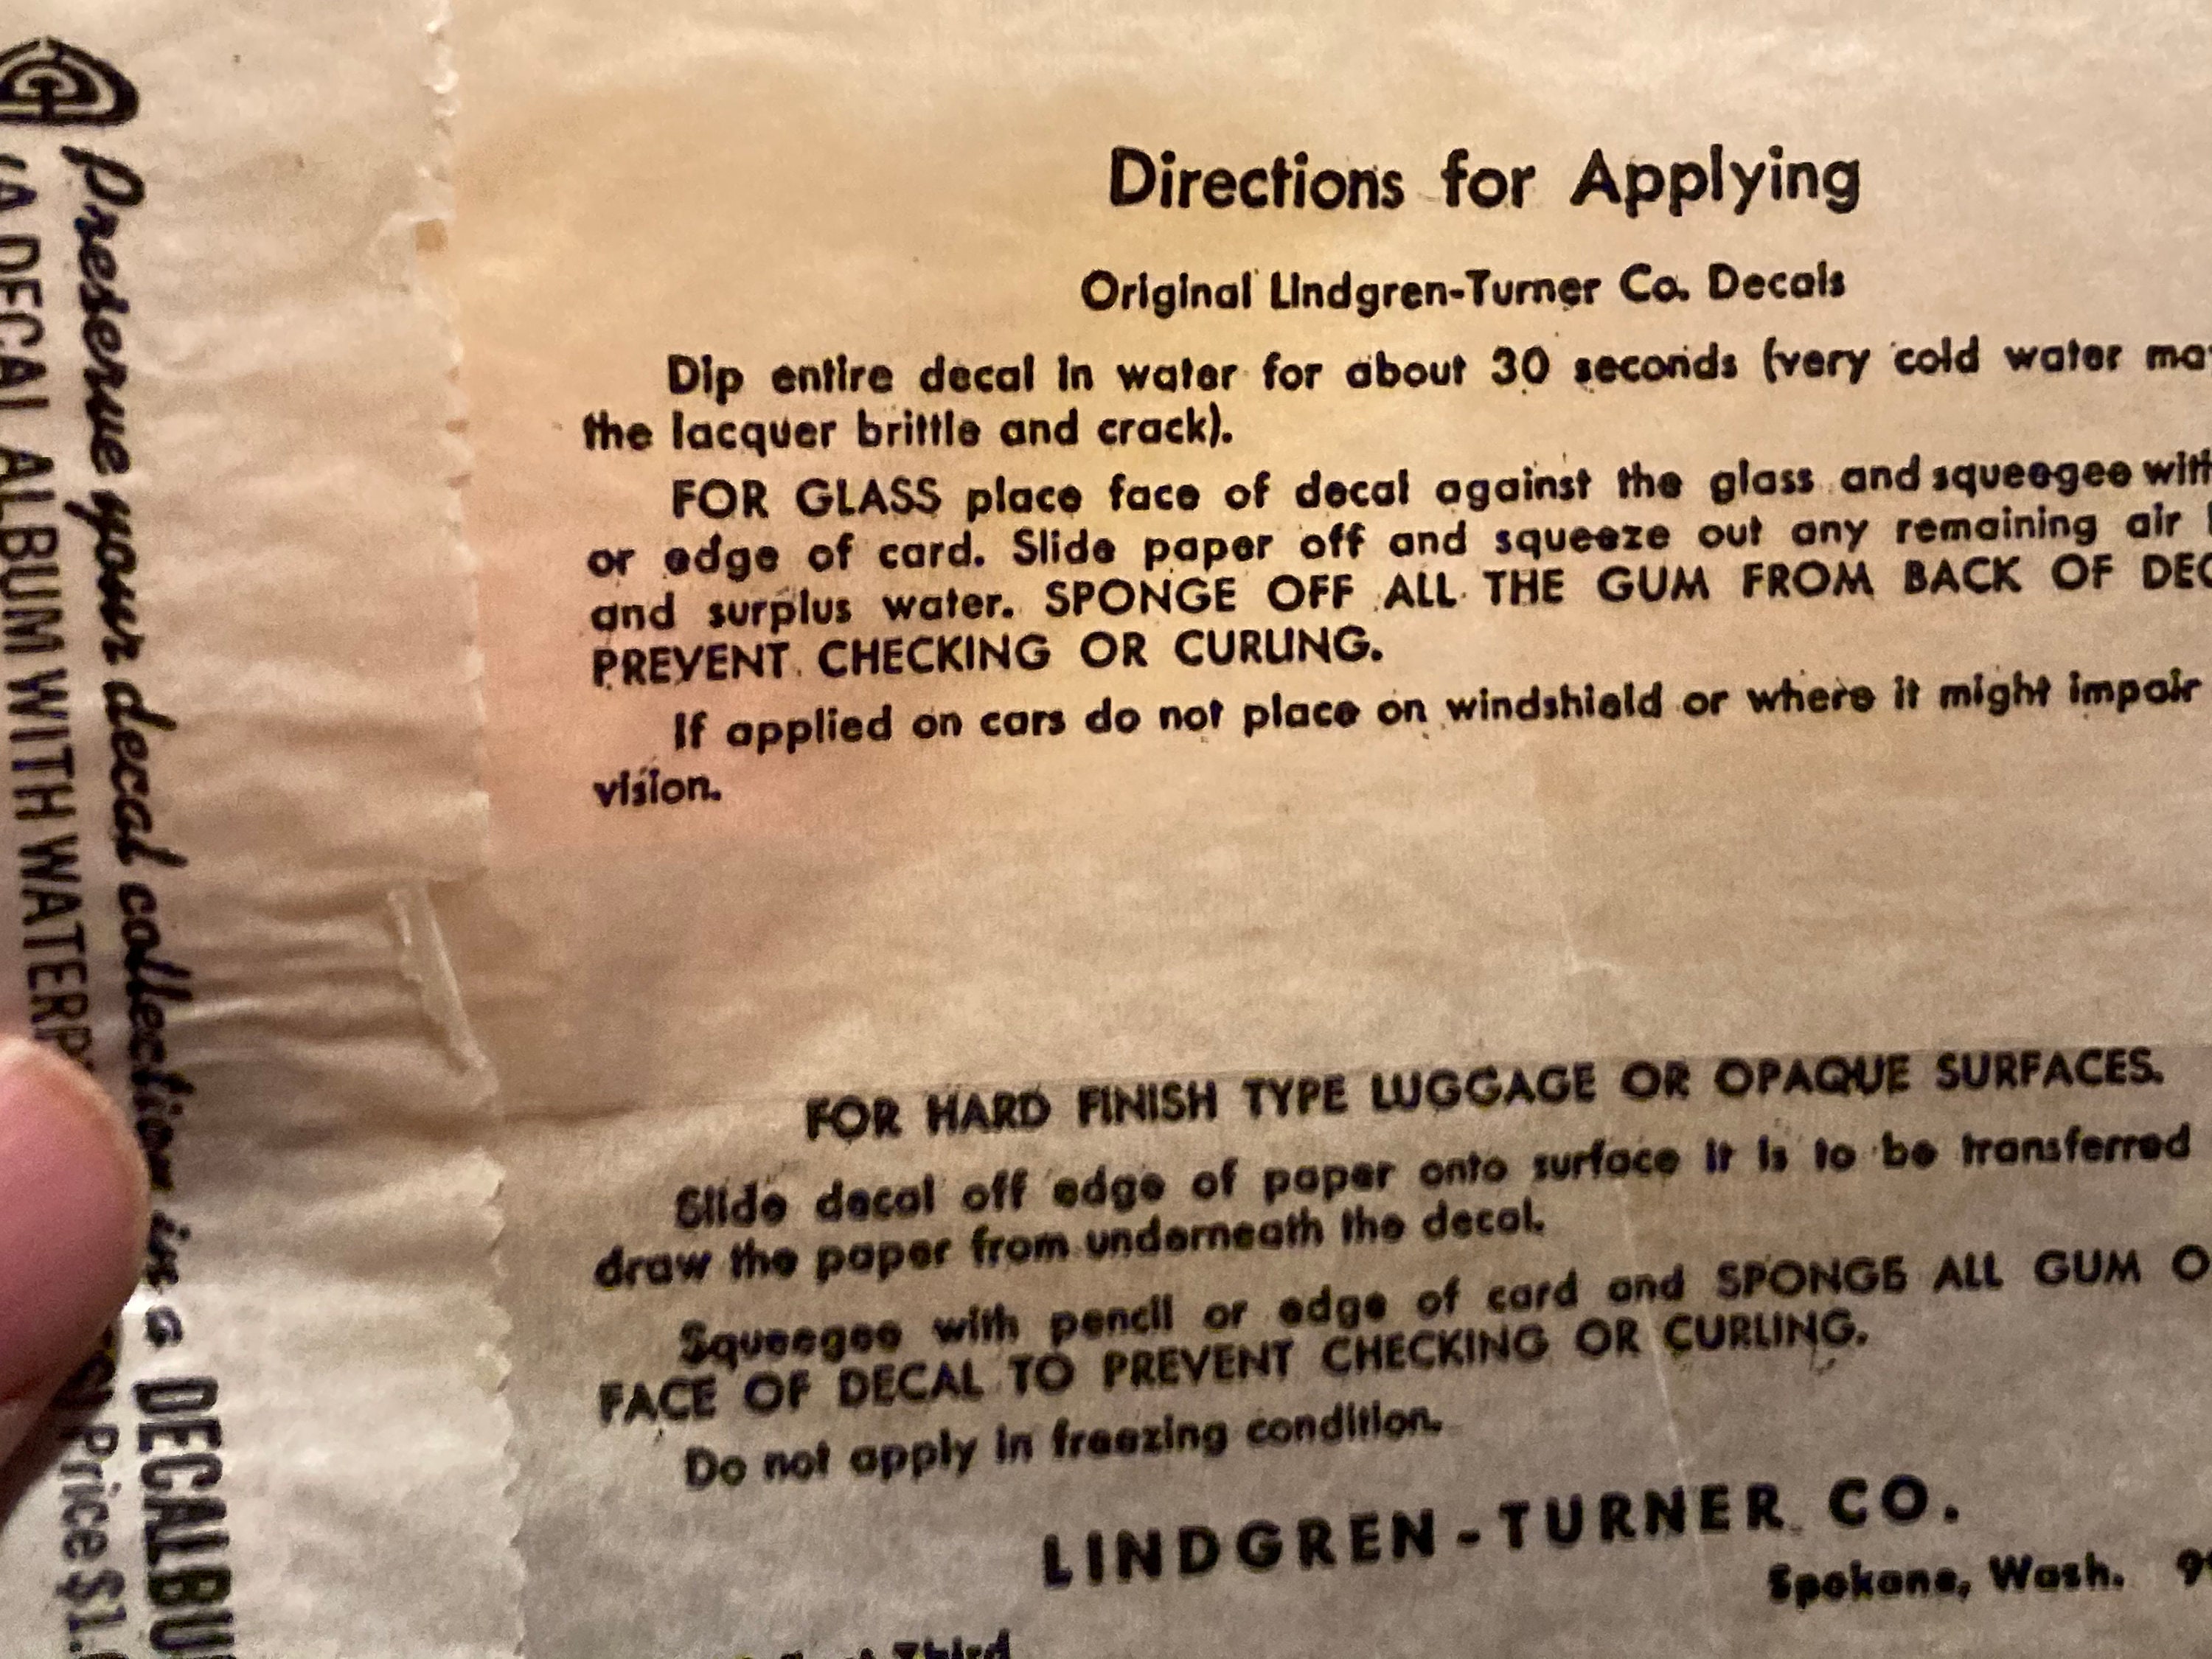 Directions for Applying
Original Lindgren-Turner Co. Decals
Dip entire decal in water for about 30 seconds (very cold water
the lacquer brittle and crack).
FOR GLASS place face of decal against the glass and squeegee with
or edge of card. Slide paper off and squeeze out any remaining air
and surplus water. SPONGE OFF ALL THE GUM FROM BACK OF
PREVENT CHECKING OR CURLING.
If applied on cars do not place on windshield or where it might impair
vision.
FOR HARD FINISH TYPE LUGGAGE OR OPAQUE SURFACES.
Slide decal off edge of paper onto surface it is to be transferred
draw the paper from underneath the decal.
Squeegee with pencil or edge of card and SPONGE ALL GUM
FACE OF DECAL TO PREVENT CHECKING OR CURLING.
Do not apply in freezing condition.
LINDGREN-TURNER CO.
Spokane, Wash. 9
Third
Preserve your decal collection in a DECALBU
(A DECAL ALBUM WITH WATERP
Price $1.